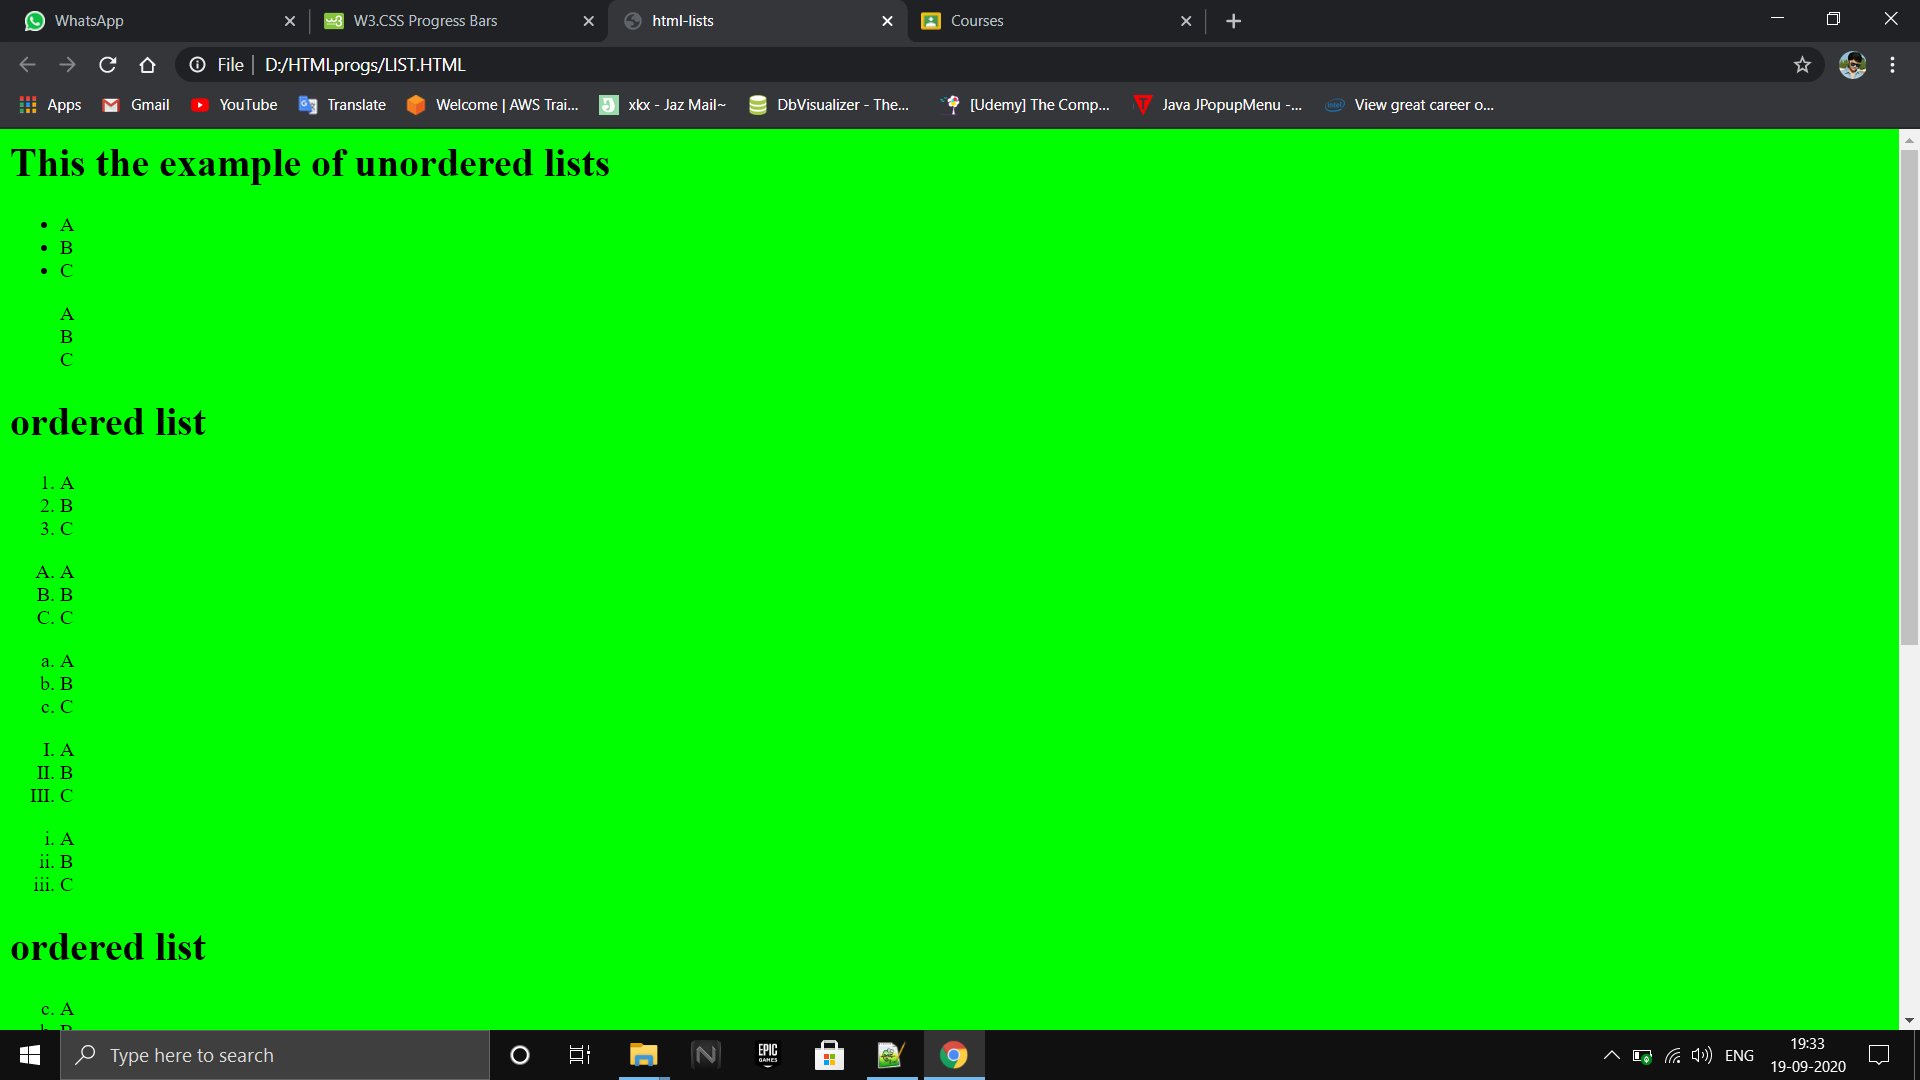 WhatsApp
W3.CSS Progress Bars
html-lists
Courses
File
D:/HTMLprogs/LIST.HTML
Apps
Gmail
YouTube
Translate
Welcome | AWS Trai...
xkx - Jaz Mail~
DbVisualizer - The...
[Udemy] The Comp...
Java JPopupMenu -...
View great career o...
This the example of unordered lists
• A
• B
• C
A
B
C
ordered list
1. A
2. B
3. C
A. A
B. B
C. C
a. A
b. B
c. C
I. A
II. B
III. C
i. A
ii. B
iii. C
ordered list
c. A
b. B
Type here to search
EPIC
GAMES
ENG
19:33
19-09-2020